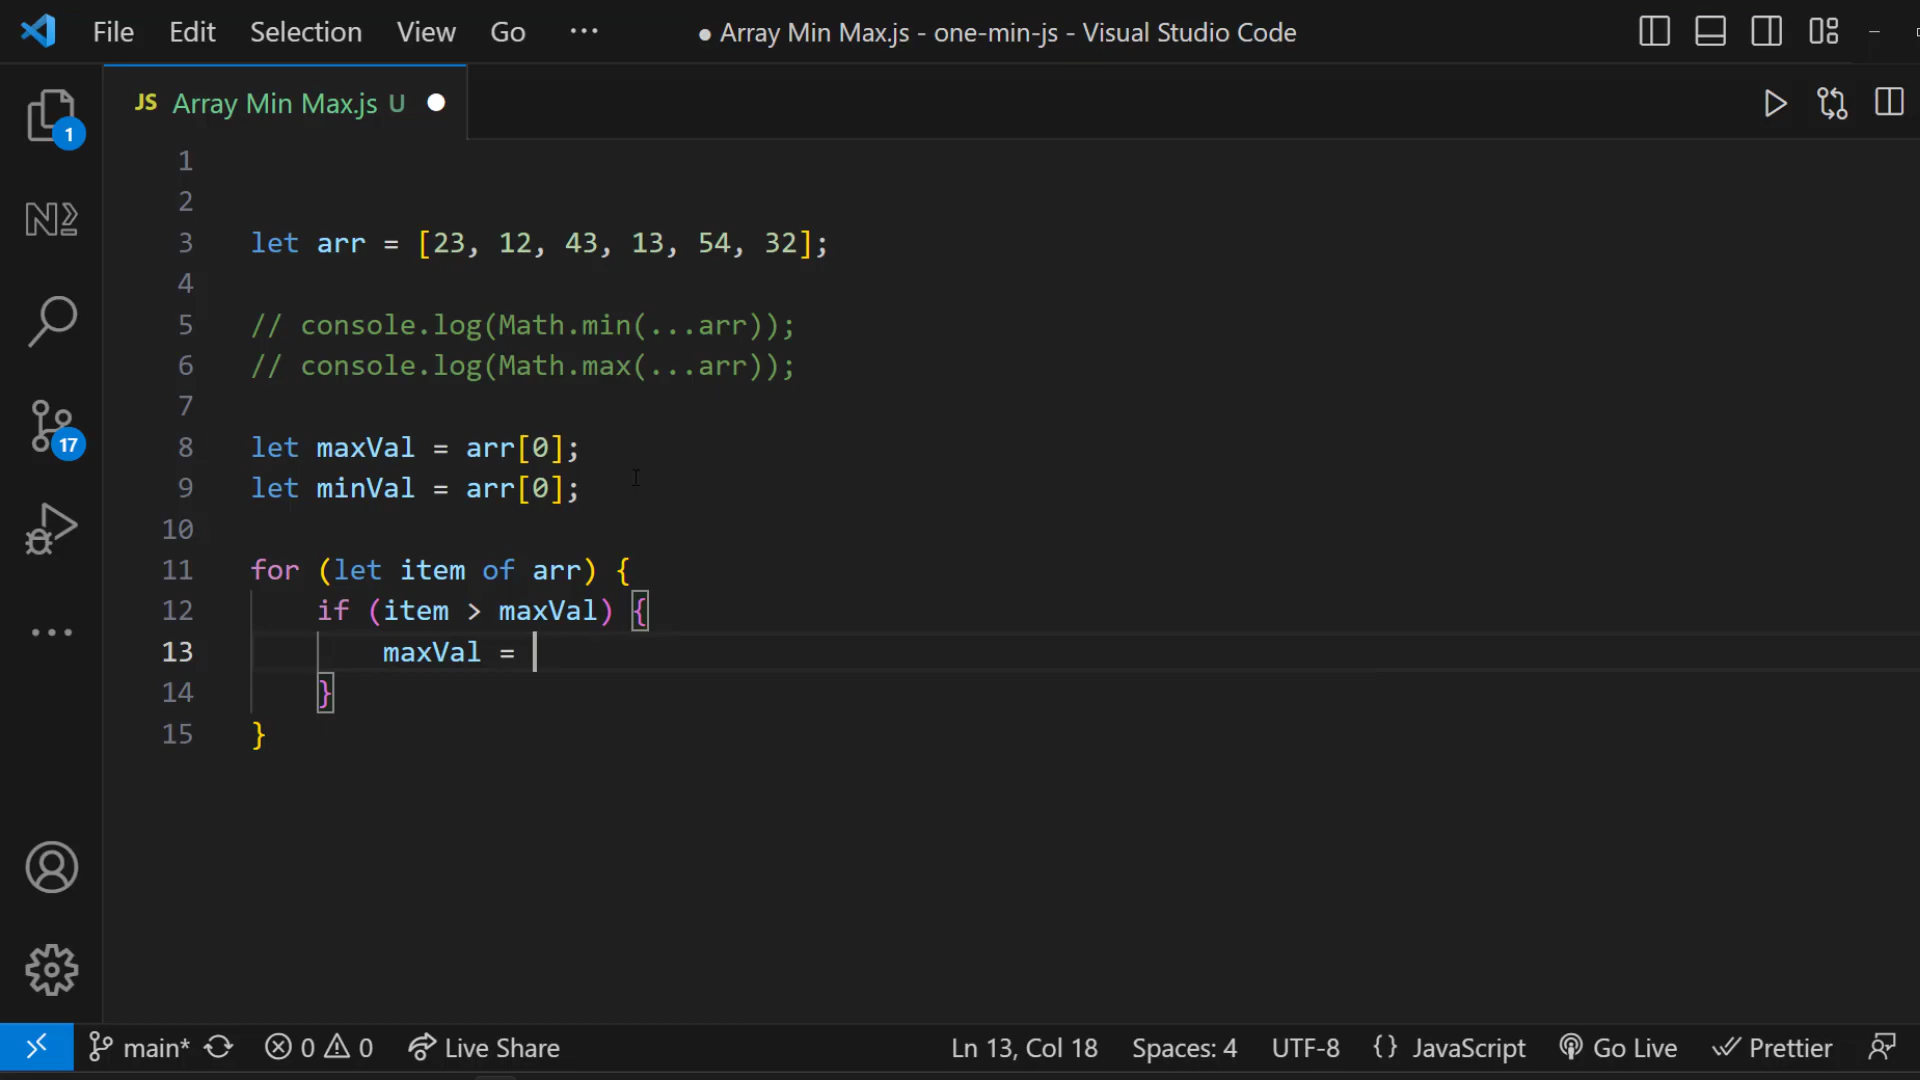 File Edit Selection View Go ··· ● Array Min Max.js - one-min-js - Visual Studio Code
JS Array Min Max.js U ●
1
1
2
3 let arr = [23, 12, 43, 13, 54, 32];
4
5 // console.log(Math.min(...arr));
6 // console.log(Math.max(...arr));
7
8 let maxVal = arr[0];
9 let minVal = arr[0];
10
11 for (let item of arr) {
12 if (item > maxVal) {
13 maxVal =
14 }
15 }
17
main* 0 0 Live Share Ln 13, Col 18 Spaces: 4 UTF-8 {} JavaScript Go Live Prettier